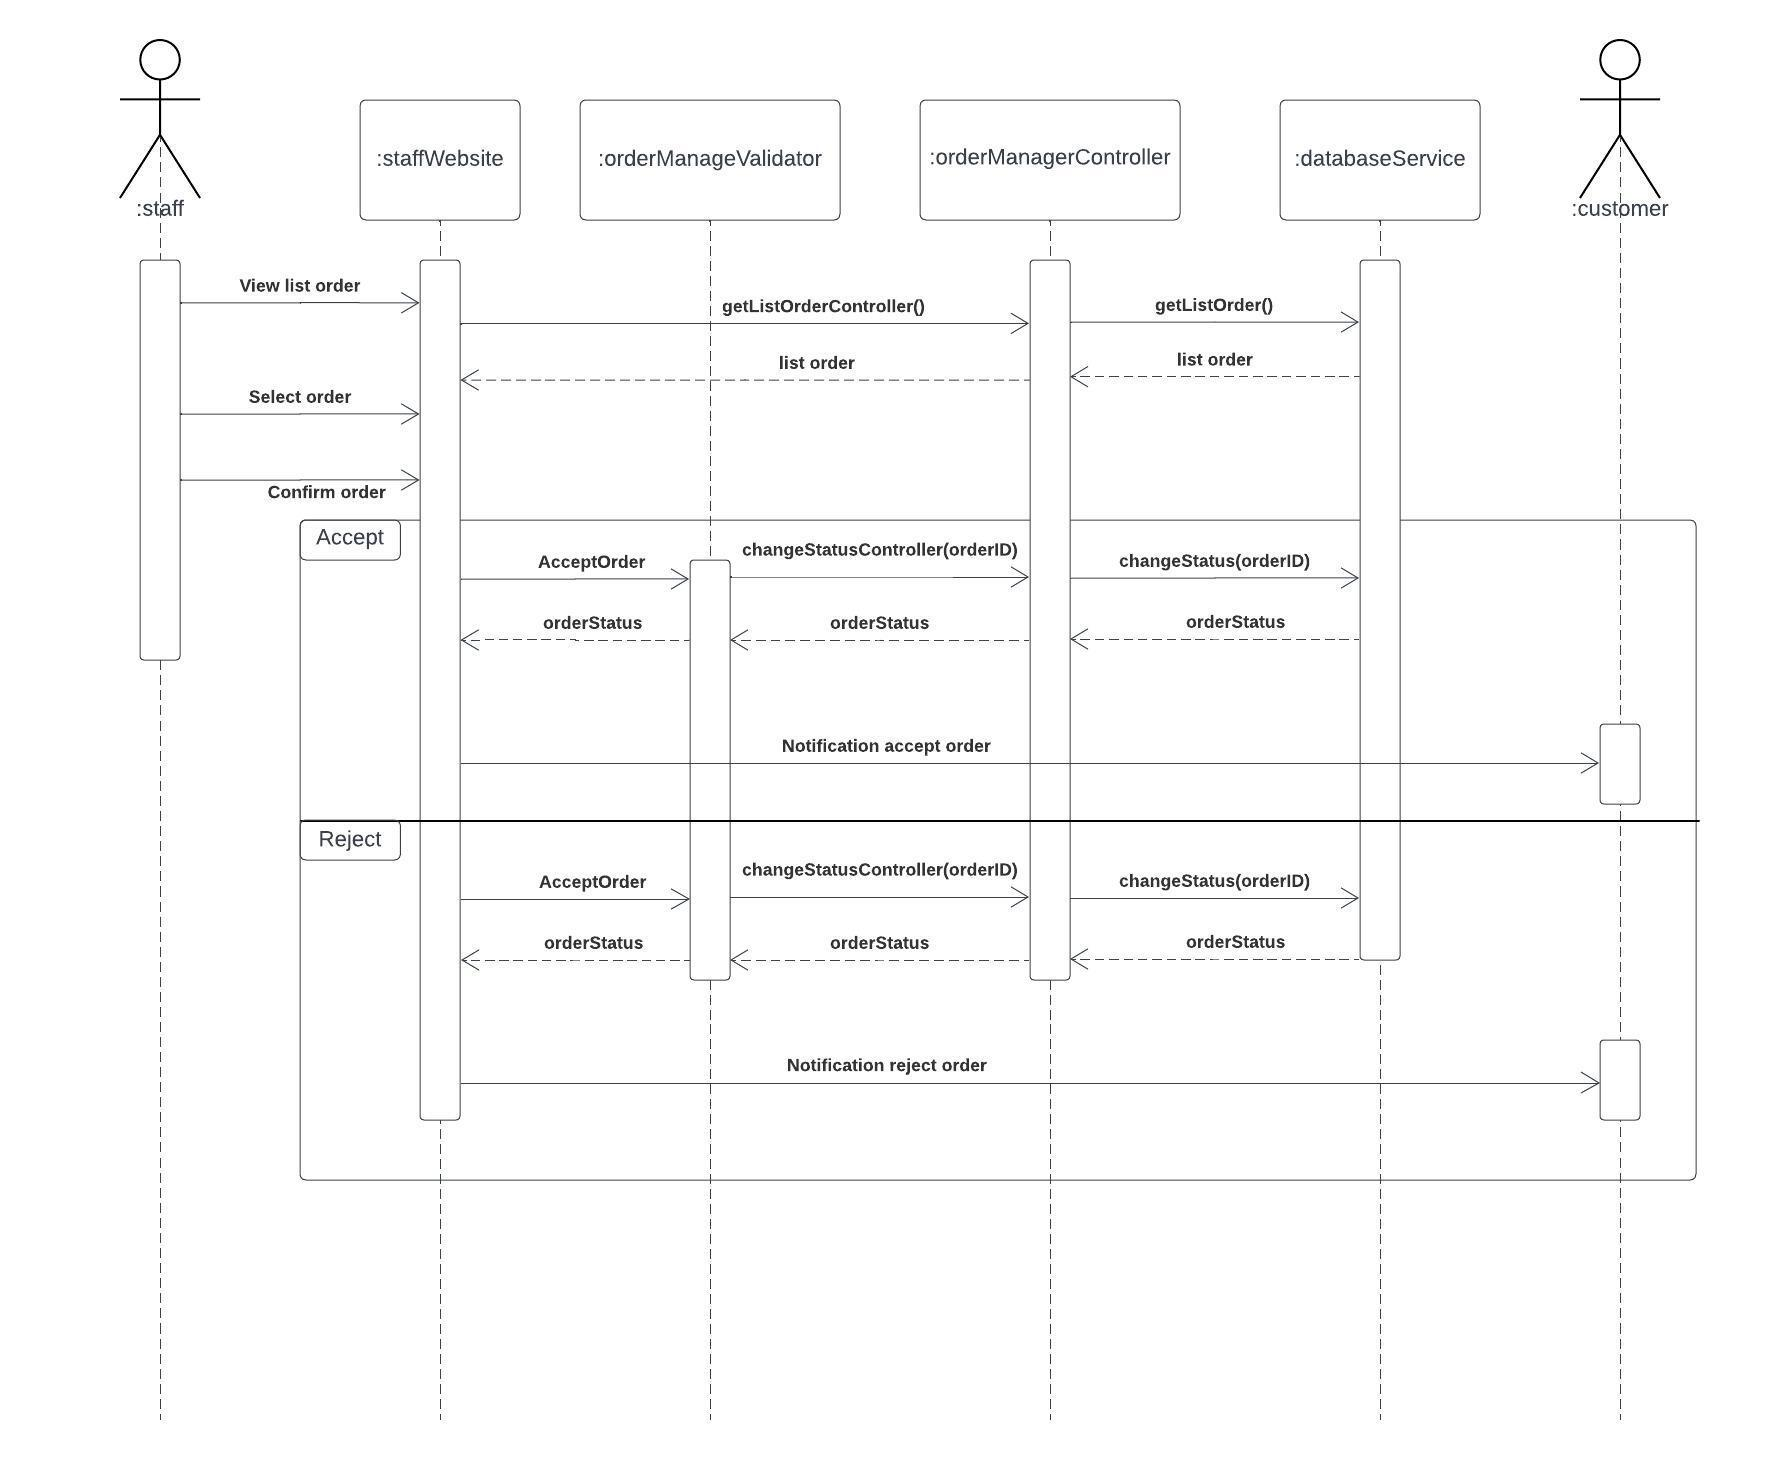 :staff
:staffWebsite
:orderManageValidator
:orderManagerController
:databaseService
:customer
View list order
getListOrderController()
getListOrder()
list order
list order
Select order
Confirm order
Accept
AcceptOrder
changeStatusController(orderID)
changeStatus(orderID)
orderStatus
orderStatus
orderStatus
Notification accept order
Reject
AcceptOrder
changeStatusController(orderID)
changeStatus(orderID)
orderStatus
orderStatus
orderStatus
Notification reject order